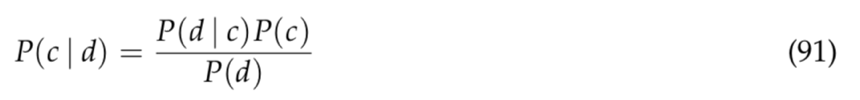 P(c | d) = P(d | c)P(c) / P(d) (91)